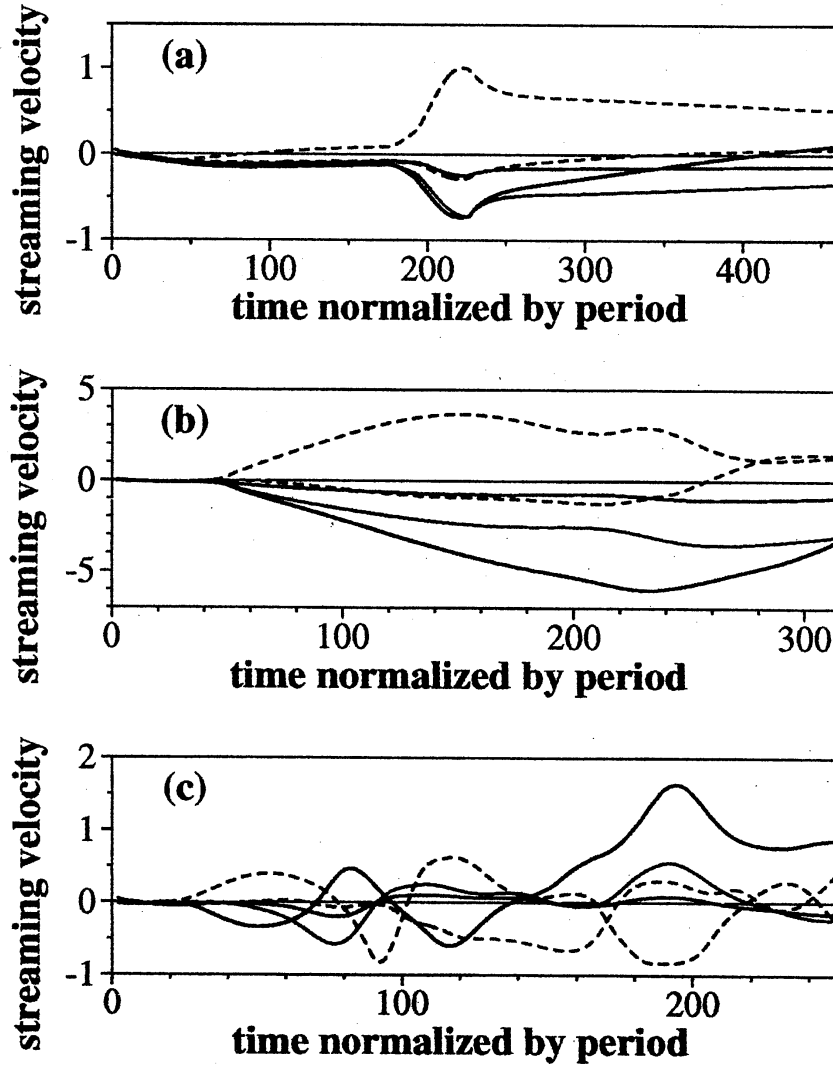 (a)
streaming velocity
1
0
-1
0 100 200 300 400
time normalized by period
(b)
streaming velocity
5
0
-5
0 100 200 300
time normalized by period
(c)
streaming velocity
2
1
0
-1
0 100 200
time normalized by period